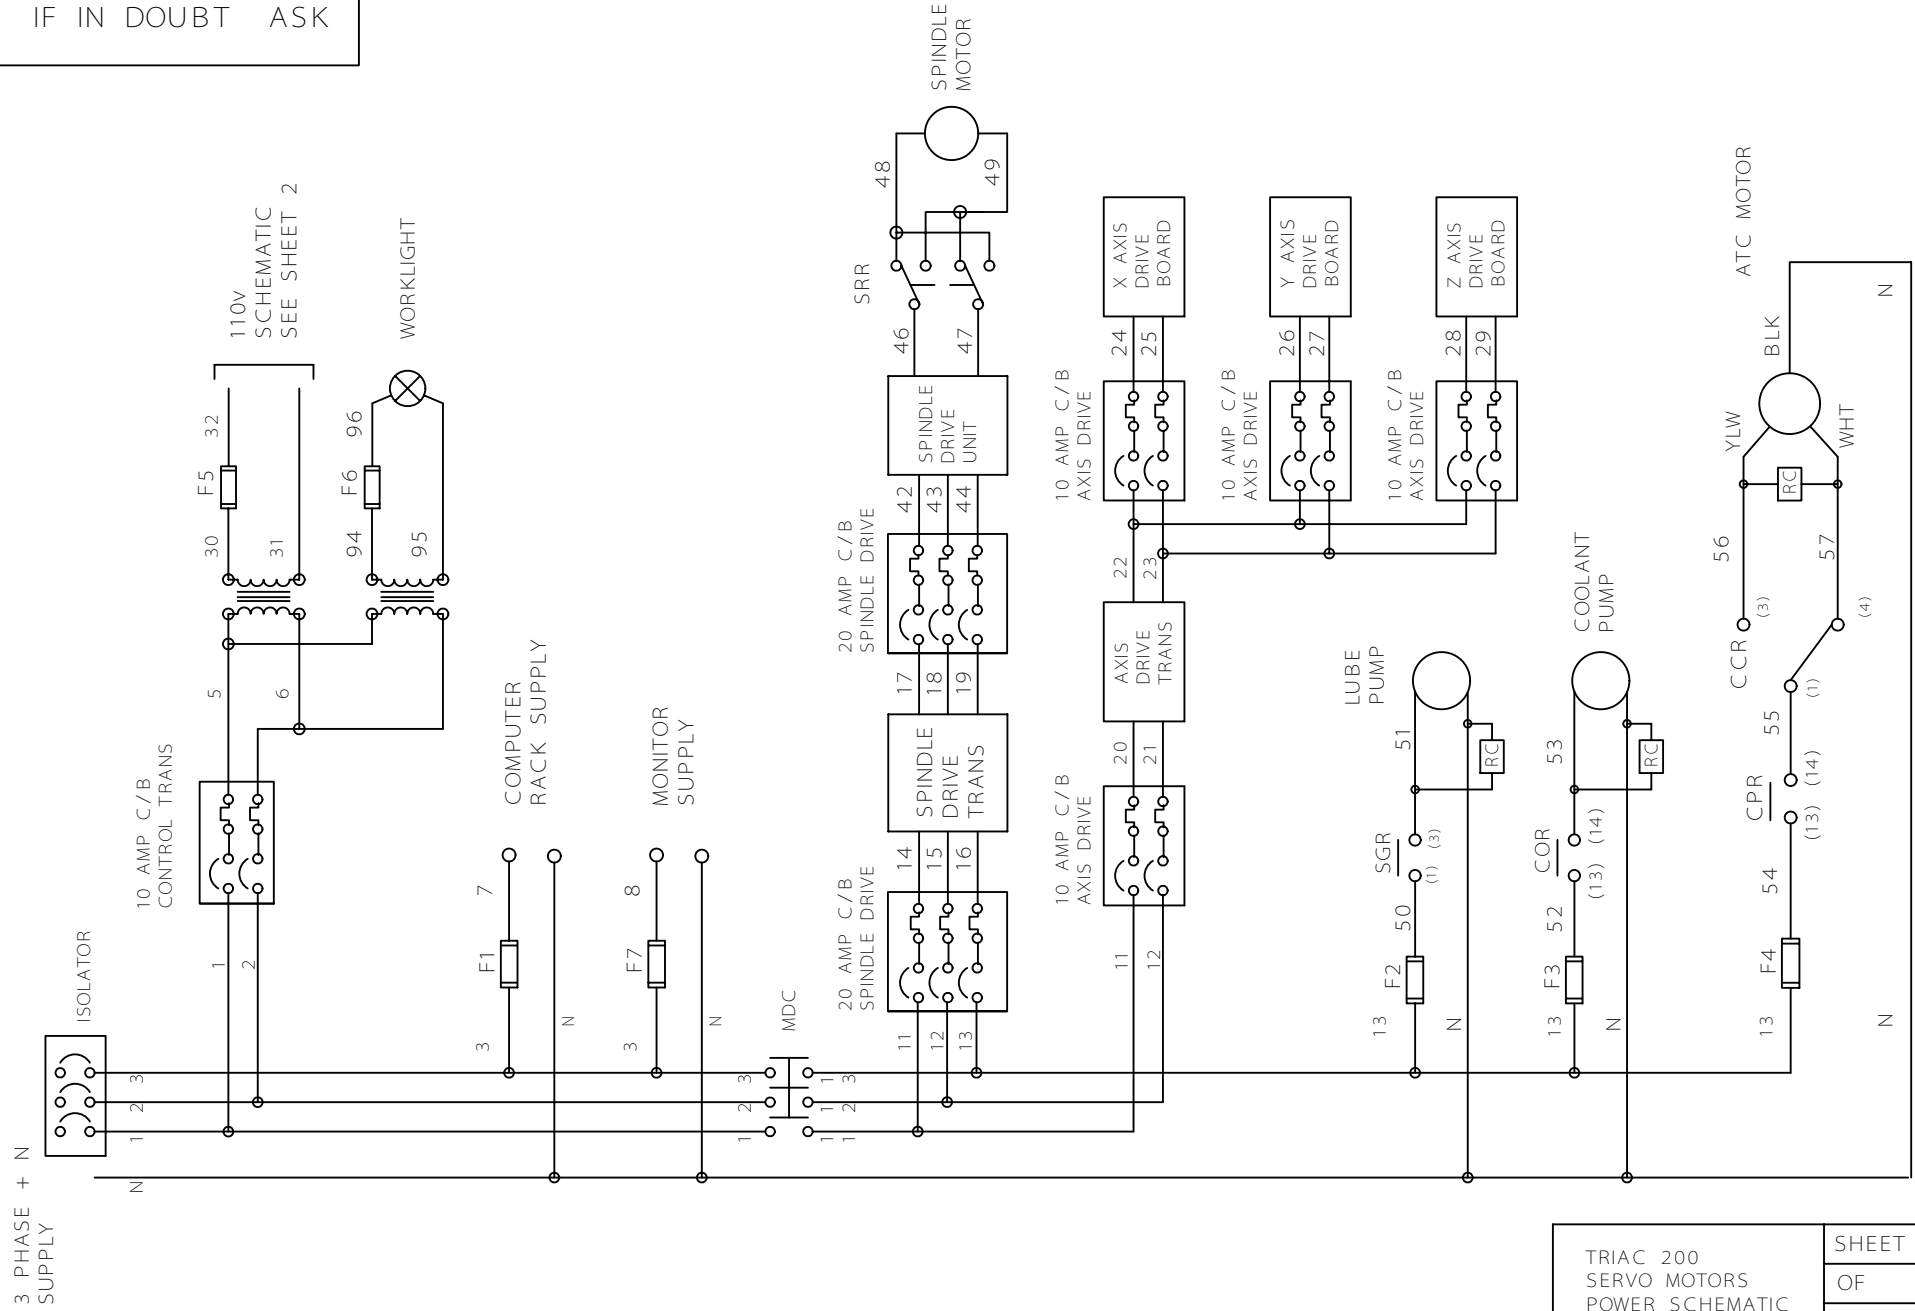 IF IN DOUBT ASK
3 PHASE + N
SUPPLY
ISOLATOR
1
2
3
N
10 AMP C/B
CONTROL TRANS
1
2
5
6
30
31
F5
32
110v
SCHEMATIC
SEE SHEET 2
94
95
F6
96
WORKLIGHT
COMPUTER
RACK SUPPLY
7
F1
3
N
MONITOR
SUPPLY
8
F7
3
N
MDC
3
2
1
1 3
1 2
1 1
SPINDLE
MOTOR
48
49
SRR
46
47
SPINDLE
DRIVE
UNIT
42
43
44
20 AMP C/B
SPINDLE DRIVE
17
18
19
SPINDLE
DRIVE
TRANS
14
15
16
20 AMP C/B
SPINDLE DRIVE
11
12
13
X AXIS
DRIVE
BOARD
24
25
10 AMP C/B
AXIS DRIVE
Y AXIS
DRIVE
BOARD
26
27
10 AMP C/B
AXIS DRIVE
Z AXIS
DRIVE
BOARD
28
29
10 AMP C/B
AXIS DRIVE
22
23
AXIS
DRIVE
TRANS
20
21
10 AMP C/B
AXIS DRIVE
11
12
LUBE
PUMP
51
RC
SGR
(3)
(1)
50
F2
13
N
COOLANT
PUMP
53
RC
COR
(14)
(13)
52
F3
13
N
ATC MOTOR
BLK
N
YLW
WHT
RC
56
57
CCR
(3)
(4)
(1)
55
CPR
(14)
(13)
54
F4
13
N
TRIAC 200
SERVO MOTORS
POWER SCHEMATIC
SHEET
OF